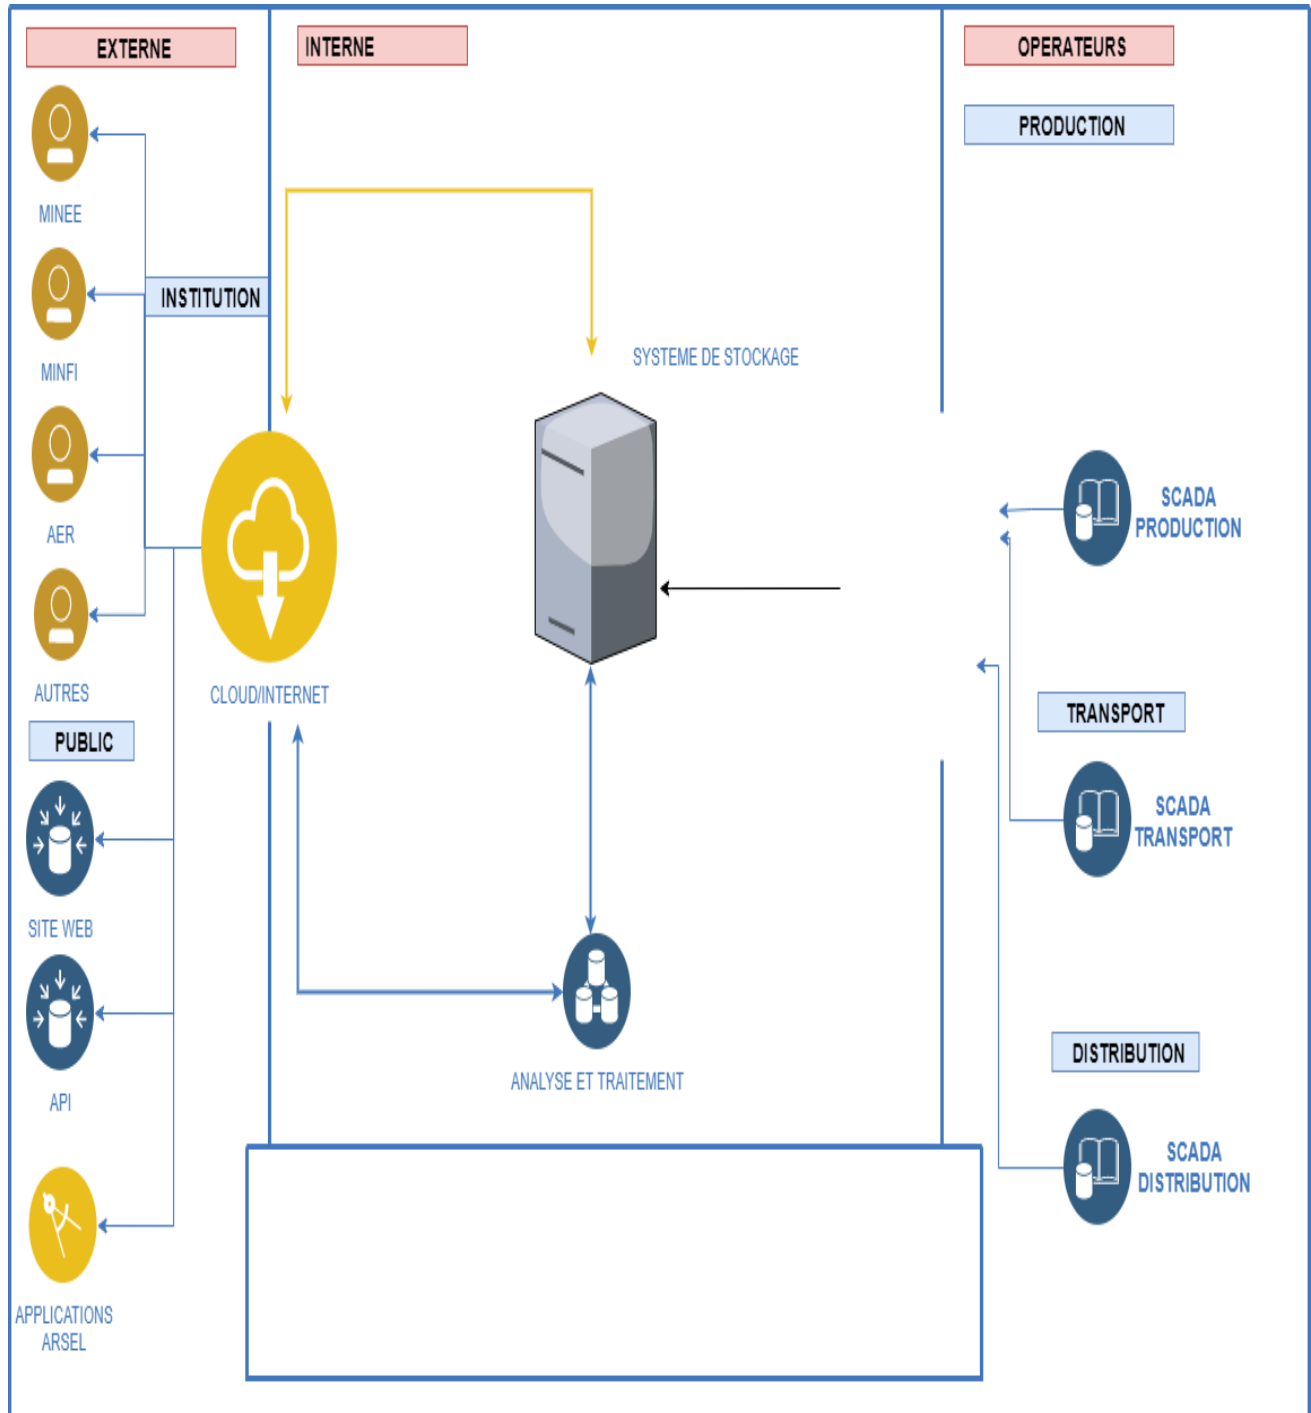 EXTERNE
INTERNE
OPERATEURS
PRODUCTION
MINEE
INSTITUTION
MINFI
SYSTEME DE STOCKAGE
AER
SCADA
PRODUCTION
AUTRES
CLOUD/INTERNET
PUBLIC
TRANSPORT
SCADA
TRANSPORT
SITE WEB
API
ANALYSE ET TRAITEMENT
DISTRIBUTION
SCADA
DISTRIBUTION
APPLICATIONS
ARSEL